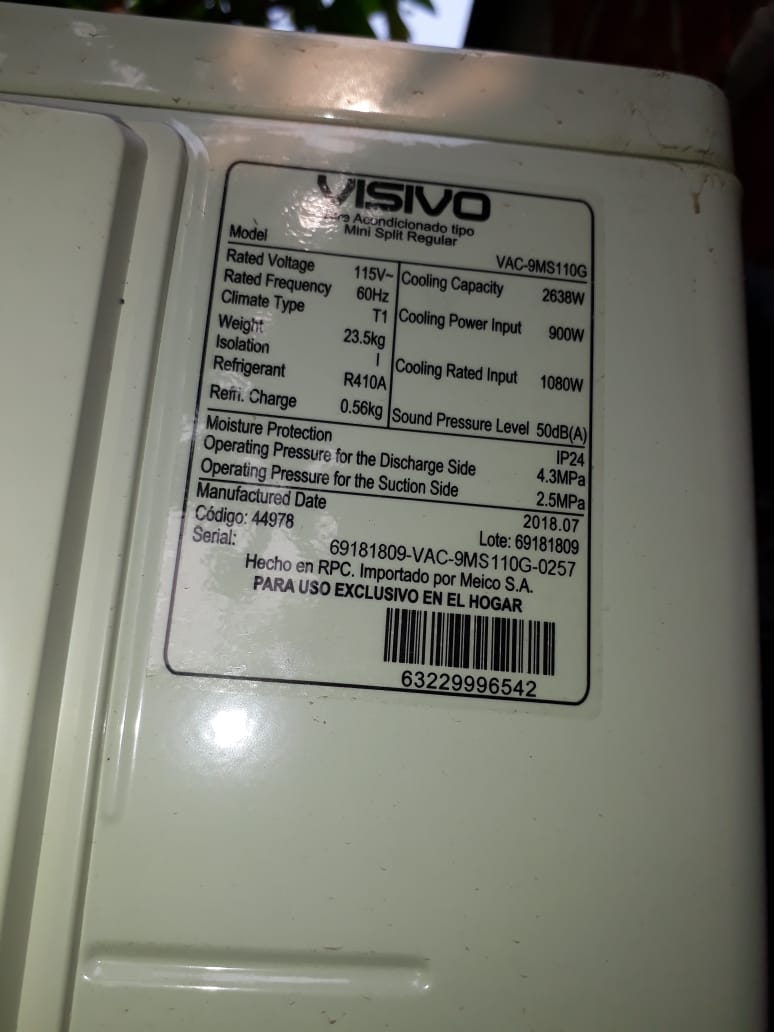 VISIVO
Aire Acondicionado tipo
Mini Split Regular
Model VAC-9MS110G
Rated Voltage 115V~
Rated Frequency 60Hz
Climate Type T1
Weight 23.5kg
Isolation I
Refrigerant R410A
Refri. Charge 0.56kg
Cooling Capacity 2638W
Cooling Power Input 900W
Cooling Rated Input 1080W
Sound Pressure Level 50dB(A)
Moisture Protection IP24
Operating Pressure for the Discharge Side 4.3MPa
Operating Pressure for the Suction Side 2.5MPa
Manufactured Date 2018.07
Código: 44978 Lote: 69181809
Serial: 69181809-VAC-9MS110G-0257
Hecho en RPC. Importado por Meico S.A.
PARA USO EXCLUSIVO EN EL HOGAR
63229996542